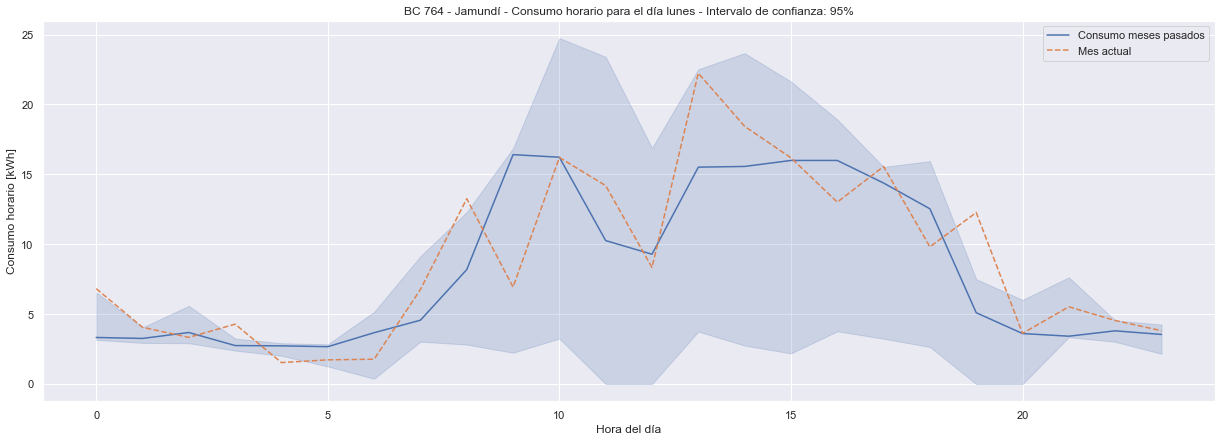 BC 764 - Jamundí - Consumo horario para el día lunes - Intervalo de confianza: 95%
Consumo meses pasados
Mes actual
Consumo horario [kWh]
25
20
15
10
5
0
0
5
10
15
20
Hora del día